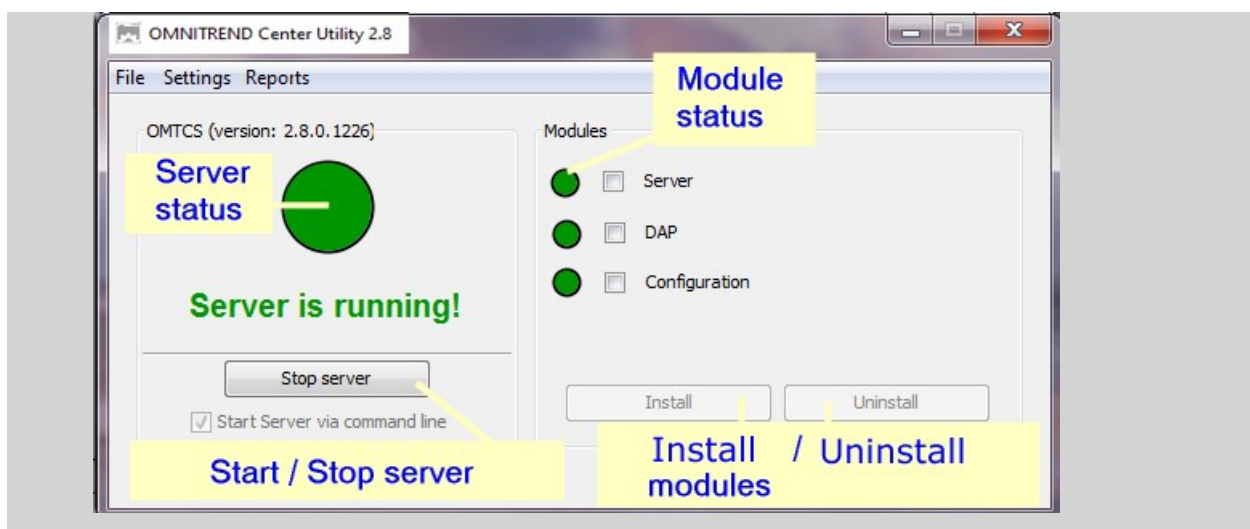 OMNITREND Center Utility 2.8
File Settings Reports
Module
status
OMTCS (version: 2.8.0.1226)
Modules
Server
status
Server
DAP
Configuration
Server is running!
Stop server
Start Server via command line
Install
Uninstall
Start / Stop server
Install / Uninstall
modules